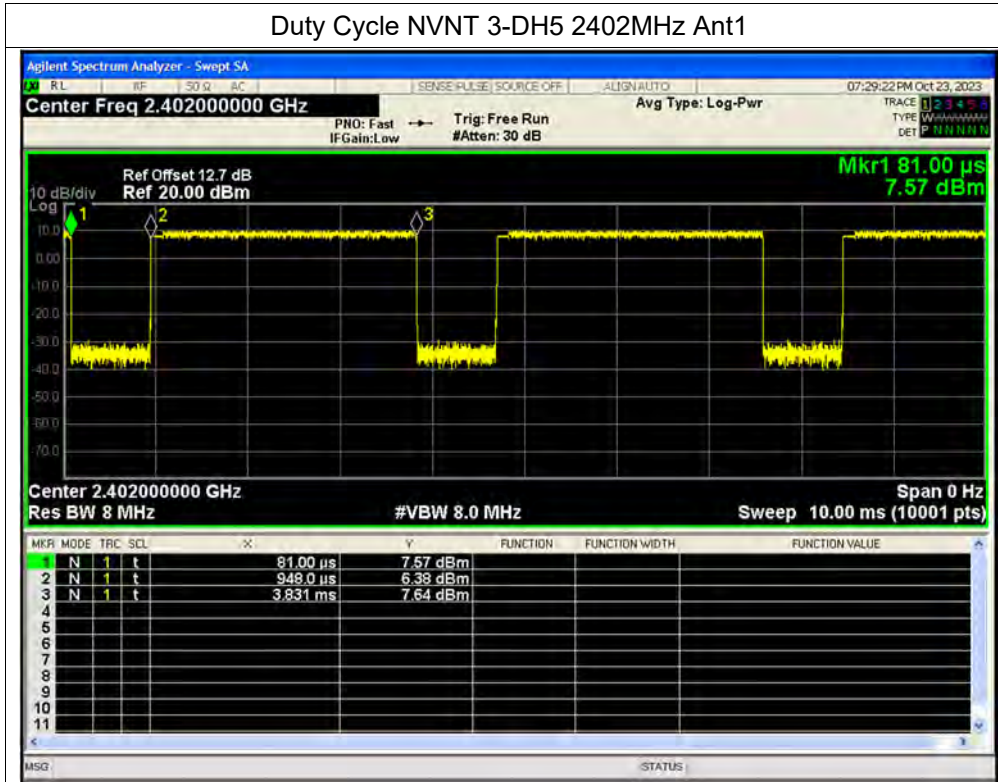 Duty Cycle NVNT 3-DH5 2402MHz Ant1
Agilent Spectrum Analyzer - Swept SA
LXI RL RF 50 Ω AC SENSE:PULSE SOURCE OFF ALIGN AUTO 07:29:22 PM Oct 23, 2023
Center Freq 2.402000000 GHz
PNO: Fast
IFGain:Low
Trig: Free Run
#Atten: 30 dB
Avg Type: Log-Pwr
TRACE 1 2 3 4 5 6
TYPE W
DET P N N N N N
Mkr1 81.00 µs
7.57 dBm
Ref Offset 12.7 dB
10 dB/div Ref 20.00 dBm
Log
1 2 3
10.0
0.00
-10.0
-20.0
-30.0
-40.0
-50.0
-60.0
-70.0
Center 2.402000000 GHz Span 0 Hz
Res BW 8 MHz #VBW 8.0 MHz Sweep 10.00 ms (10001 pts)
MKR MODE TRC SCL X Y FUNCTION FUNCTION WIDTH FUNCTION VALUE
1 N 1 t 81.00 µs 7.57 dBm
2 N 1 t 948.0 µs 6.38 dBm
3 N 1 t 3.831 ms 7.64 dBm
4
5
6
7
8
9
10
11
MSG STATUS